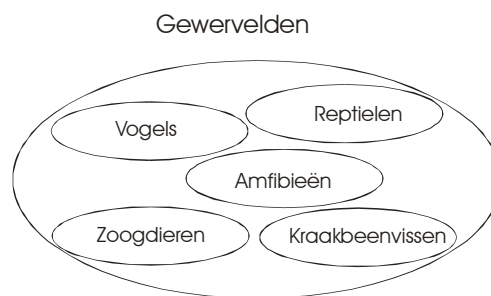 Gewervelden
Reptielen
Vogels
Amfibieën
Zoogdieren
Kraakbeenvissen